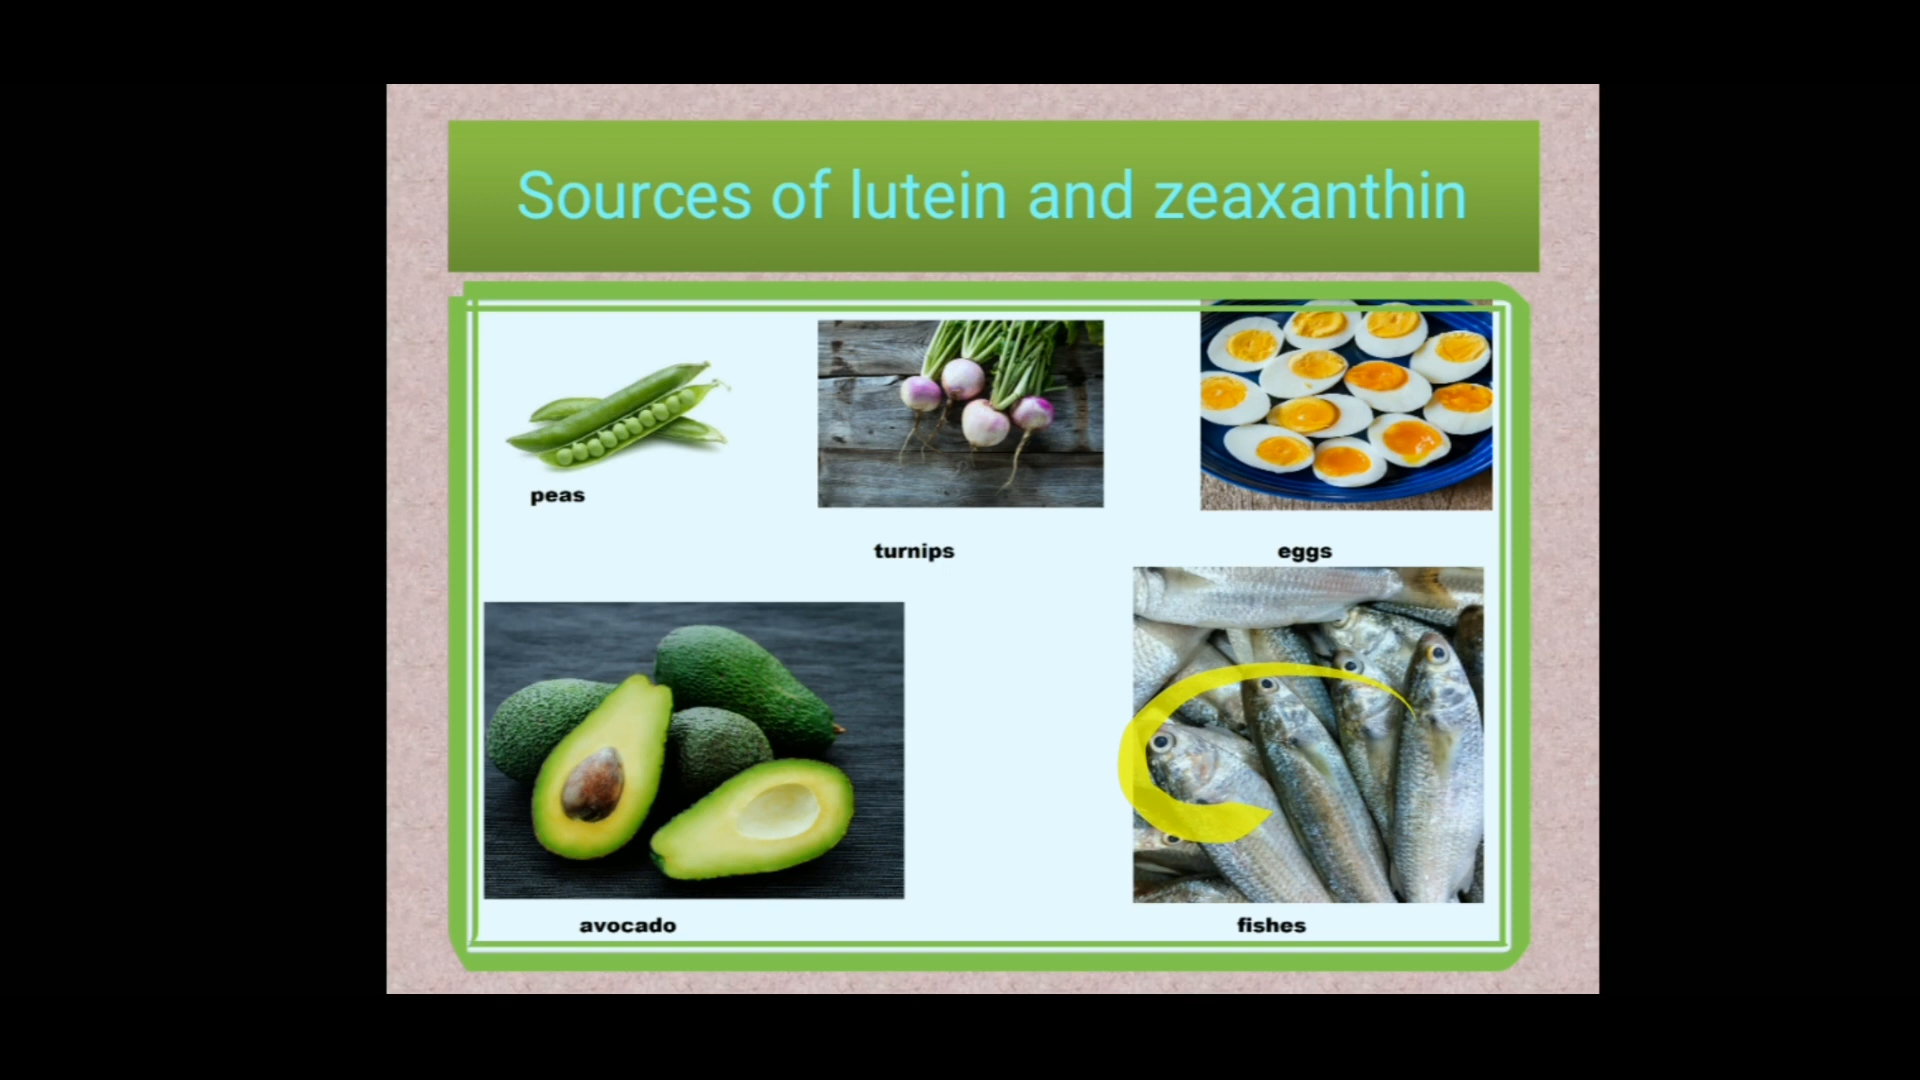 Sources of lutein and zeaxanthin
peas
turnips
eggs
avocado
fishes